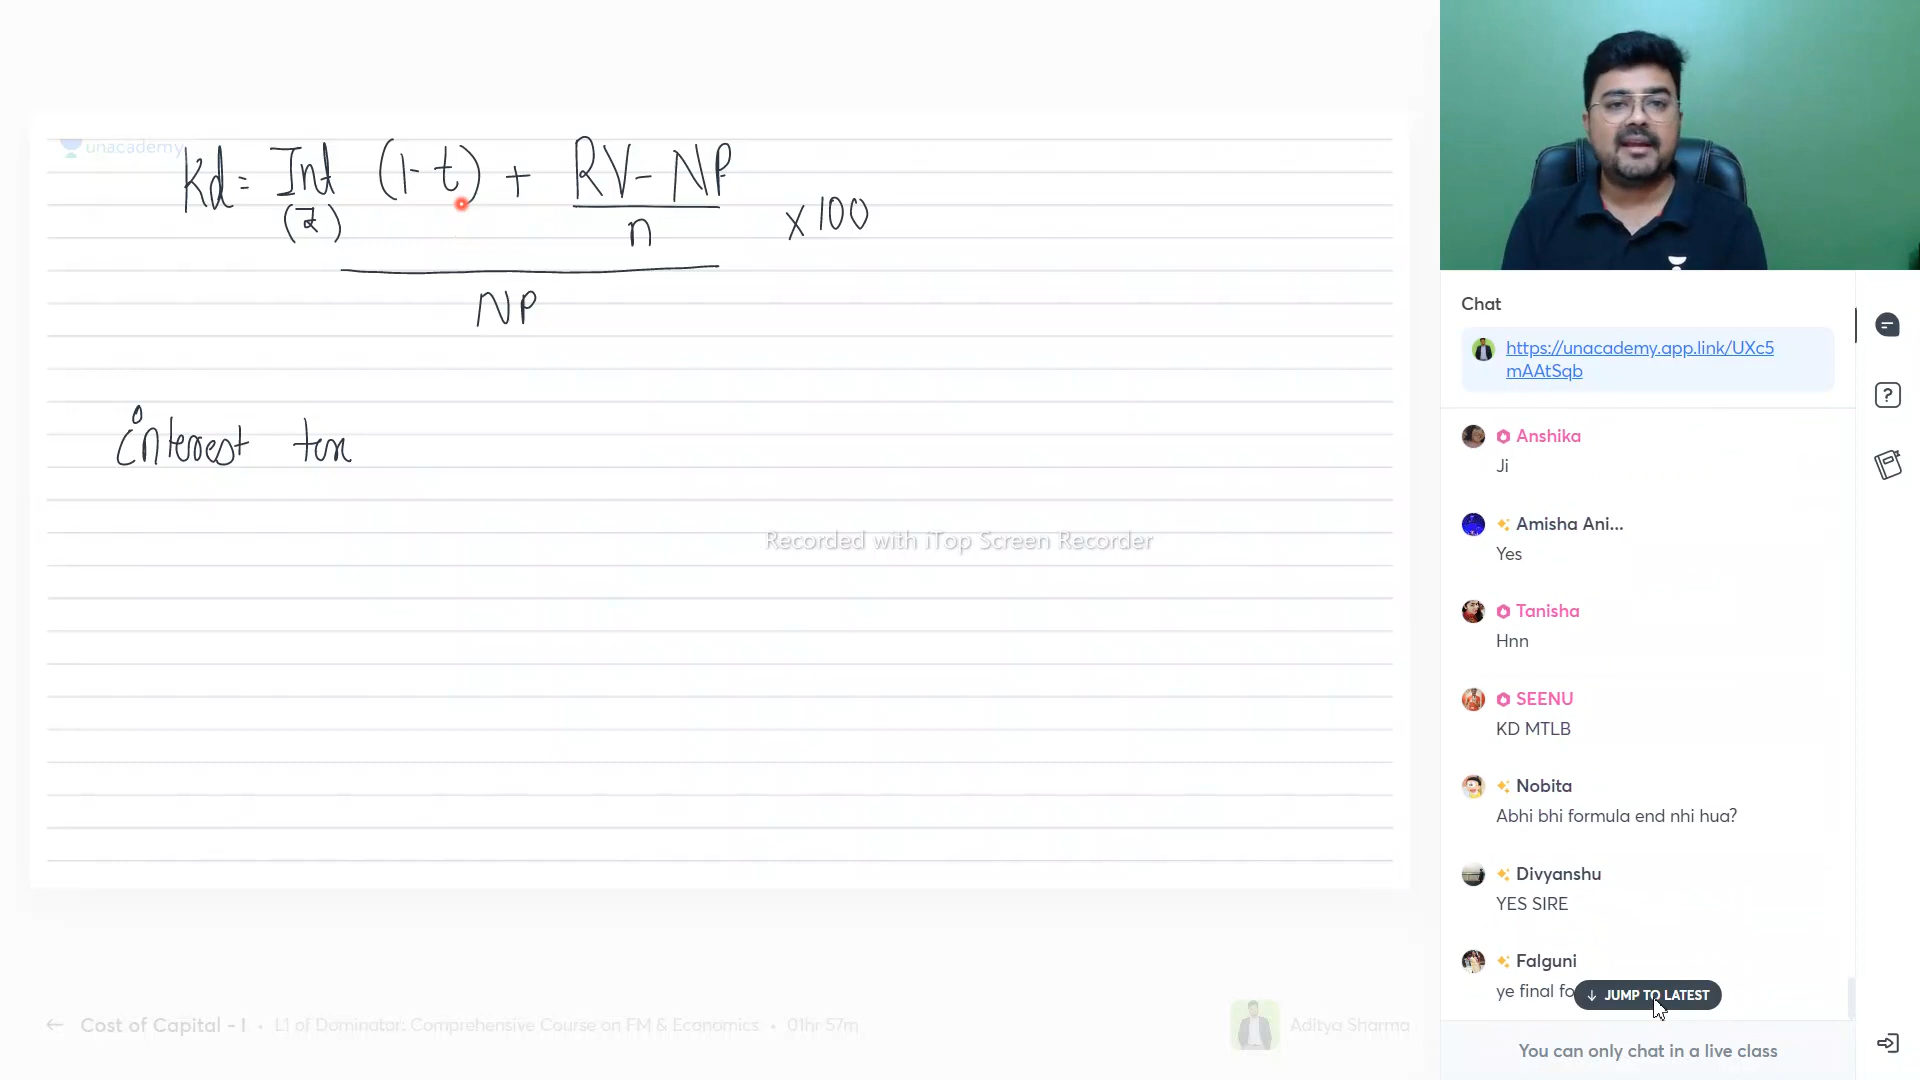 unacademy
Kd = Int (1-t) + RV - NP
(₹) n x 100
NP
interest tax
Recorded with iTop Screen Recorder
Cost of Capital - I • L1 of Dominator: Comprehensive Course on FM & Economics • 01hr 57m
Aditya Sharma
Chat
https://unacademy.app.link/UXc5
mAAtSqb
Anshika
Ji
Amisha Ani...
Yes
Tanisha
Hnn
SEENU
KD MTLB
Nobita
Abhi bhi formula end nhi hua?
Divyanshu
YES SIRE
Falguni
ye final fo
JUMP TO LATEST
You can only chat in a live class